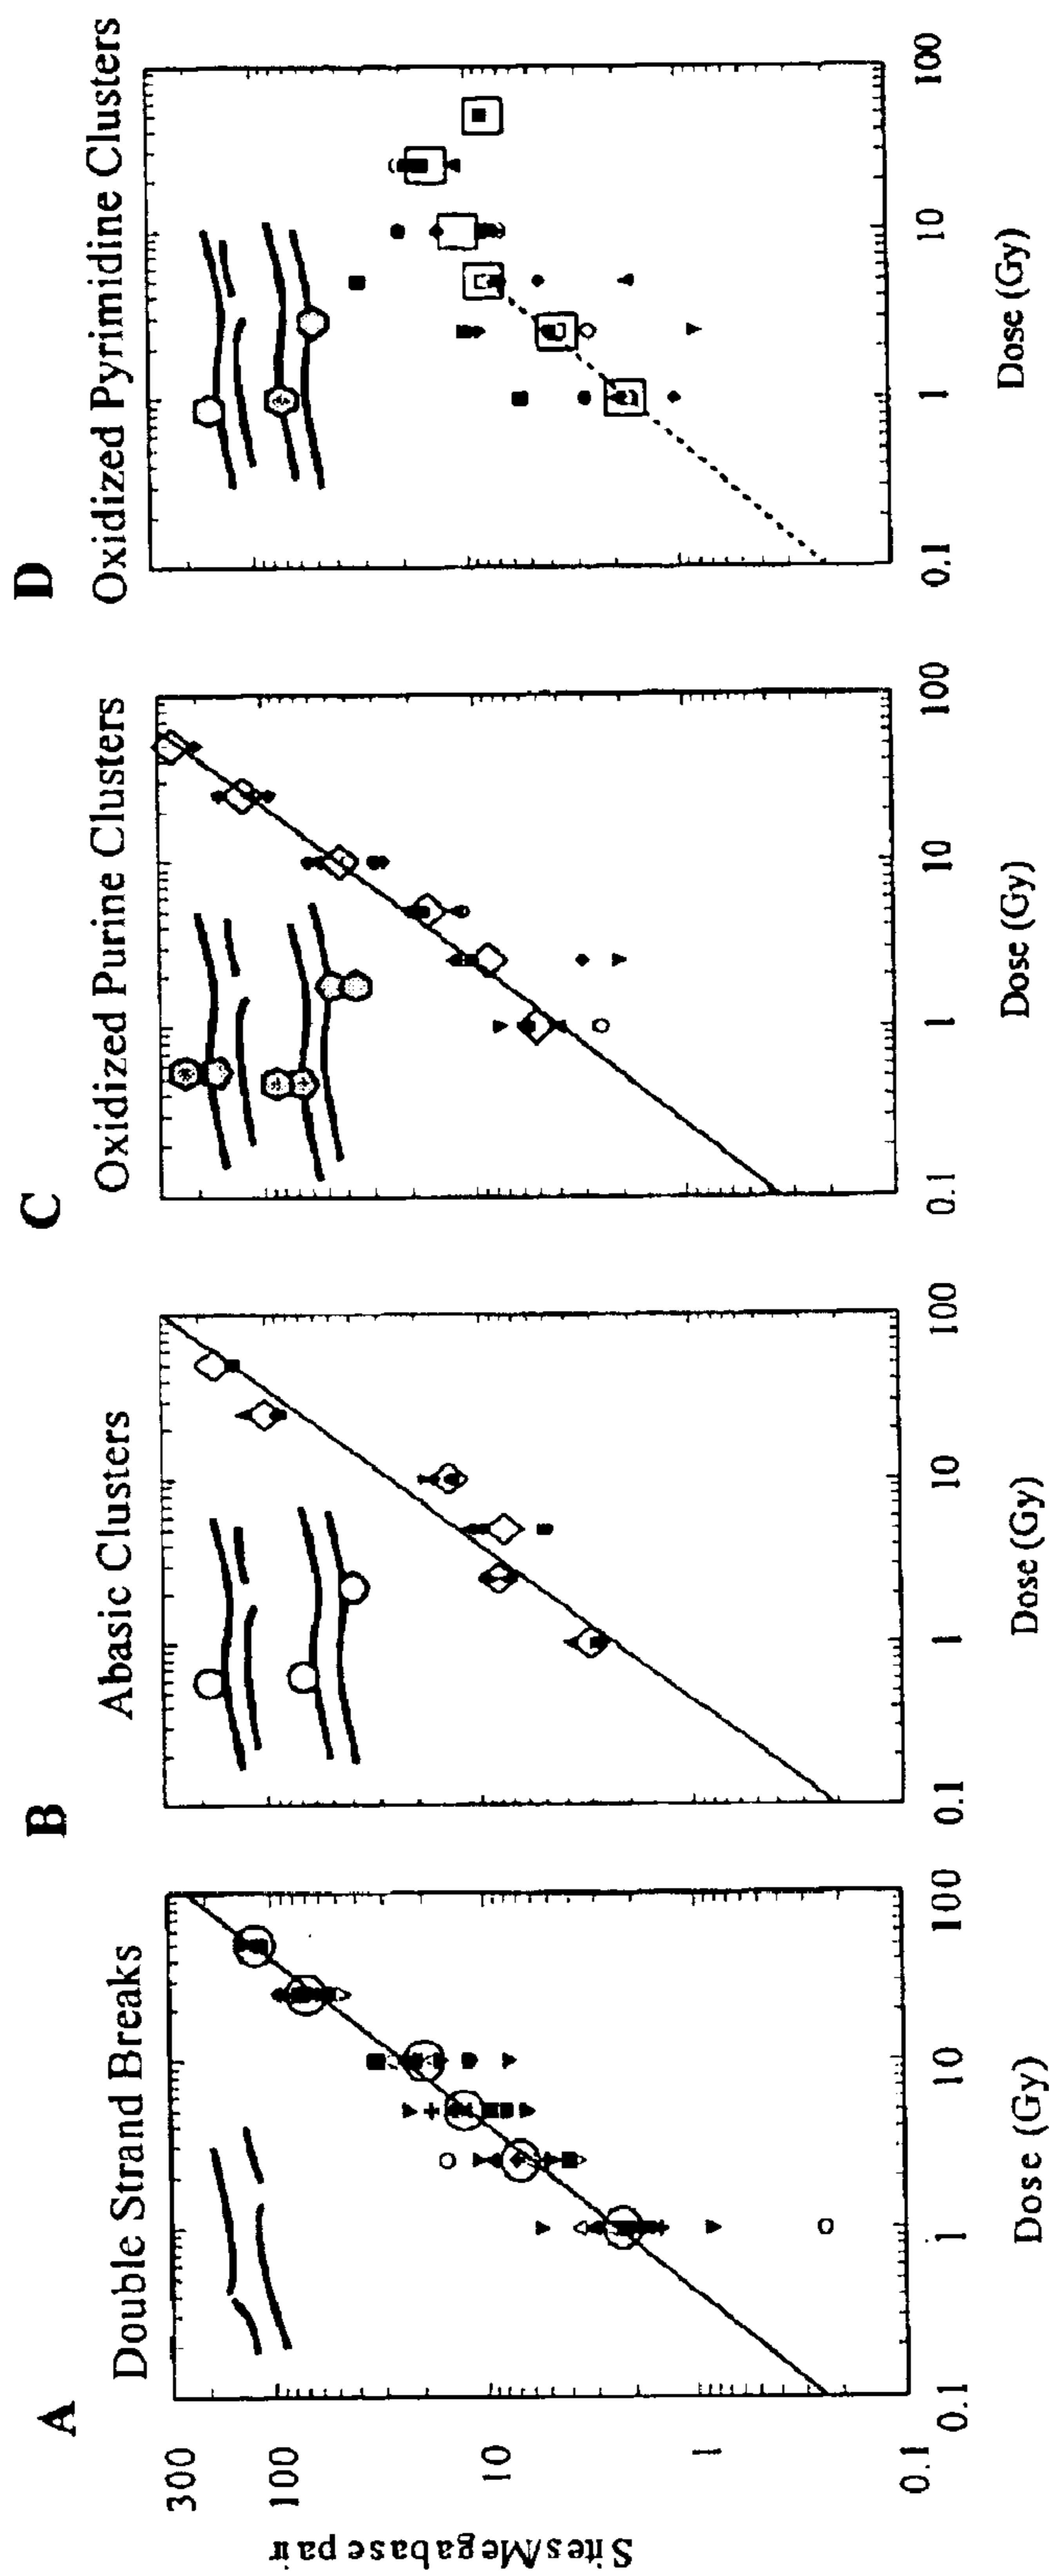 A
Double Strand Breaks
Sites/Megabase pair
300
100
10
1
0.1
0.1
1
10
100
Dose (Gy)
B
Abasic Clusters
0.1
1
10
100
Dose (Gy)
C
Oxidized Purine Clusters
0.1
1
10
100
Dose (Gy)
D
Oxidized Pyrimidine Clusters
0.1
1
10
100
Dose (Gy)